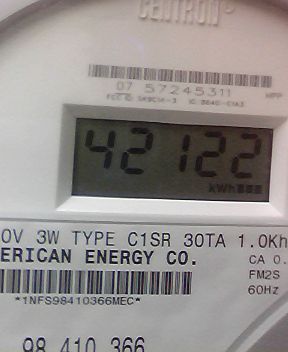 CENTRON®
07 57245311
42122
kWh
0V 3W TYPE C1SR 30TA 1.0Kh
ERICAN ENERGY CO.
CA 0.
FM2S
*1NFS98410366MEC*
60Hz
98 410 366